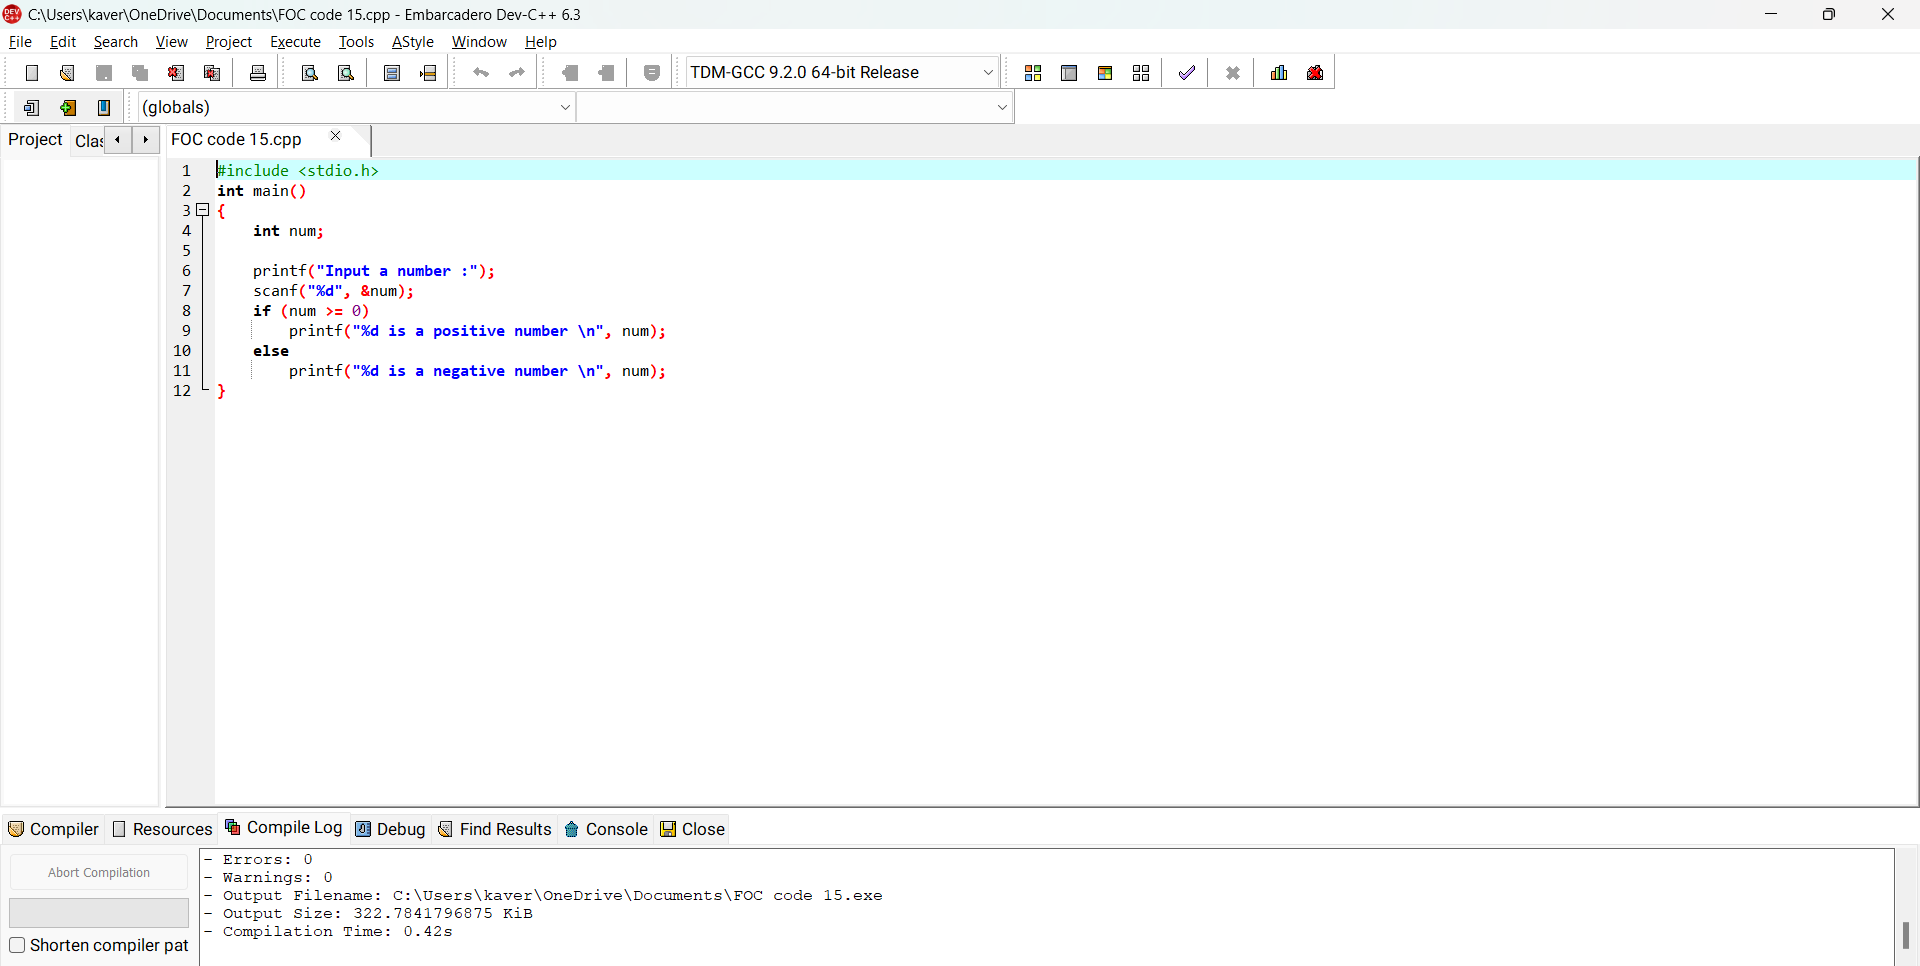 C:\Users\kaver\OneDrive\Documents\FOC code 15.cpp - Embarcadero Dev-C++ 6.3
File Edit Search View Project Execute Tools AStyle Window Help
TDM-GCC 9.2.0 64-bit Release
(globals)
Project Clas FOC code 15.cpp
1 #include <stdio.h>
2 int main()
3 {
4 int num;
5
6 printf("Input a number :");
7 scanf("%d", &num);
8 if (num >= 0)
9 printf("%d is a positive number \n", num);
10 else
11 printf("%d is a negative number \n", num);
12 }
Compiler Resources Compile Log Debug Find Results Console Close
Abort Compilation
Shorten compiler pat
- Errors: 0
- Warnings: 0
- Output Filename: C:\Users\kaver\OneDrive\Documents\FOC code 15.exe
- Output Size: 322.7841796875 KiB
- Compilation Time: 0.42s